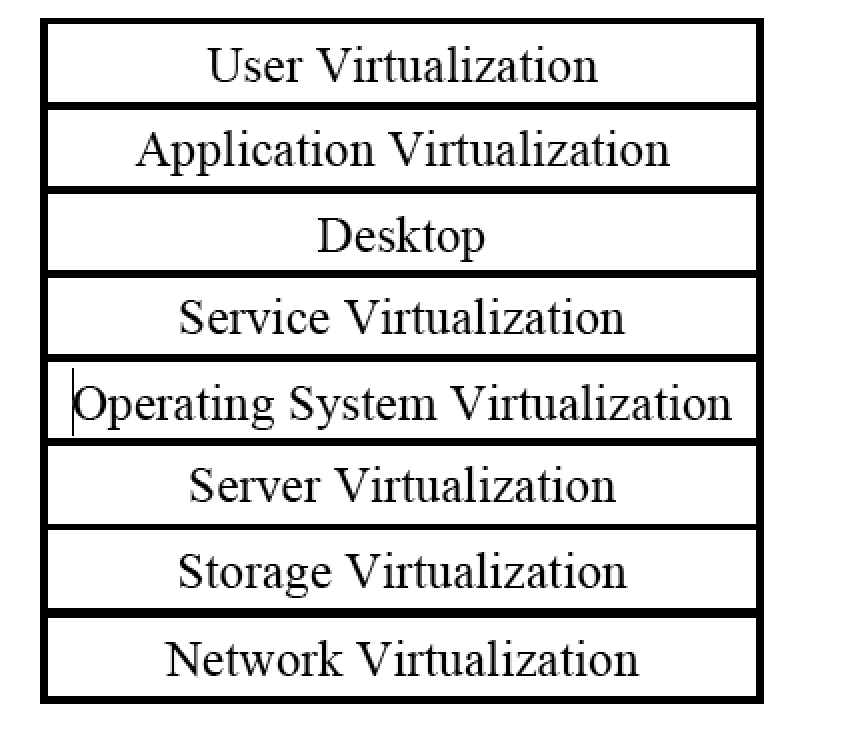 User Virtualization
Application Virtualization
Desktop
Service Virtualization
Operating System Virtualization
Server Virtualization
Storage Virtualization
Network Virtualization